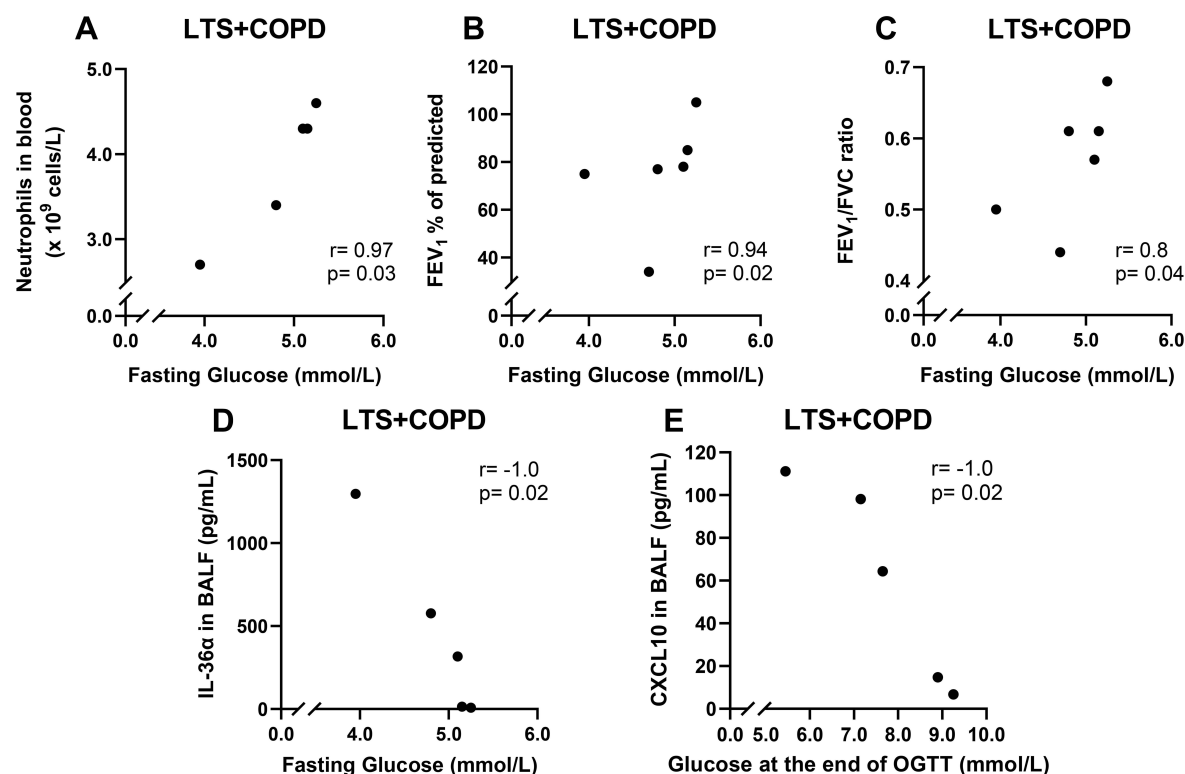 A
LTS+COPD
Neutrophils in blood
(x 10⁹ cells/L)
5.0
4.0
3.0
0.0
r= 0.97
p= 0.03
0.0
4.0
5.0
6.0
Fasting Glucose (mmol/L)
B
LTS+COPD
FEV₁ % of predicted
120
100
80
60
40
0
r= 0.94
p= 0.02
0.0
4.0
5.0
6.0
Fasting Glucose (mmol/L)
C
LTS+COPD
FEV₁/FVC ratio
0.7
0.6
0.5
0.4
0.0
r= 0.8
p= 0.04
0.0
4.0
5.0
6.0
Fasting Glucose (mmol/L)
D
LTS+COPD
IL-36α in BALF (pg/mL)
1500
1000
500
0
r= -1.0
p= 0.02
0.0
4.0
5.0
6.0
Fasting Glucose (mmol/L)
E
LTS+COPD
CXCL10 in BALF (pg/mL)
120
100
80
60
40
20
0
r= -1.0
p= 0.02
0.0
5.0
6.0
7.0
8.0
9.0
10.0
Glucose at the end of OGTT (mmol/L)